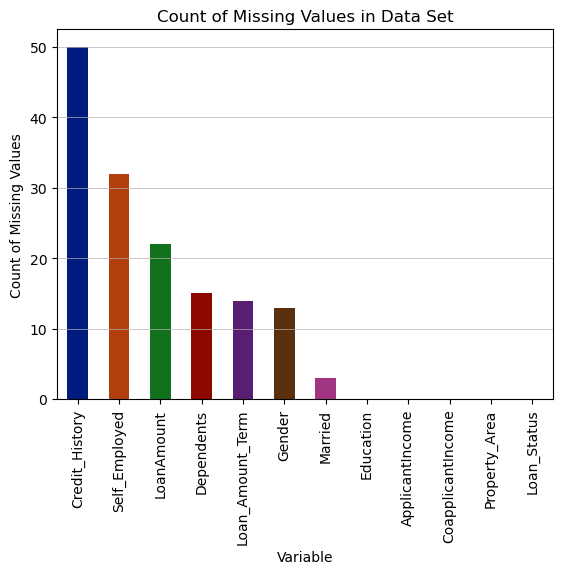 Count of Missing Values in Data Set
Count of Missing Values
50
40
30
20
10
0
Credit_History
Self_Employed
LoanAmount
Dependents
Loan_Amount_Term
Gender
Married
Education
ApplicantIncome
CoapplicantIncome
Property_Area
Loan_Status
Variable